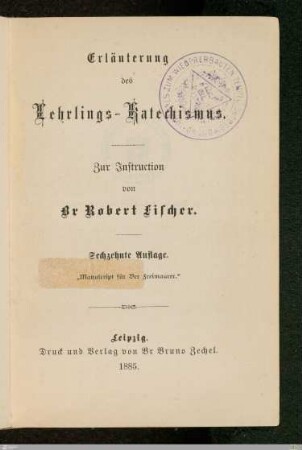 Erläuterung
des
Lehrlings-Katechismus.
Zur Instruction
von
Br Robert Fischer.
Sechzehnte Auflage.
„Manuscript für Brr Freimaurer.“
Leipzig.
Druck und Verlag von Br Bruno Zechel.
1885.